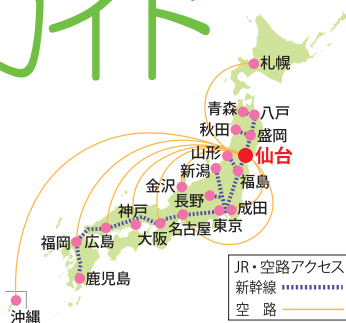 ガイド
札幌
青森
八戸
秋田
盛岡
山形
仙台
新潟
福島
金沢
長野
成田
東京
神戸
名古屋
大阪
福岡
広島
鹿児島
沖縄
JR・空路アクセス
新幹線
空 路